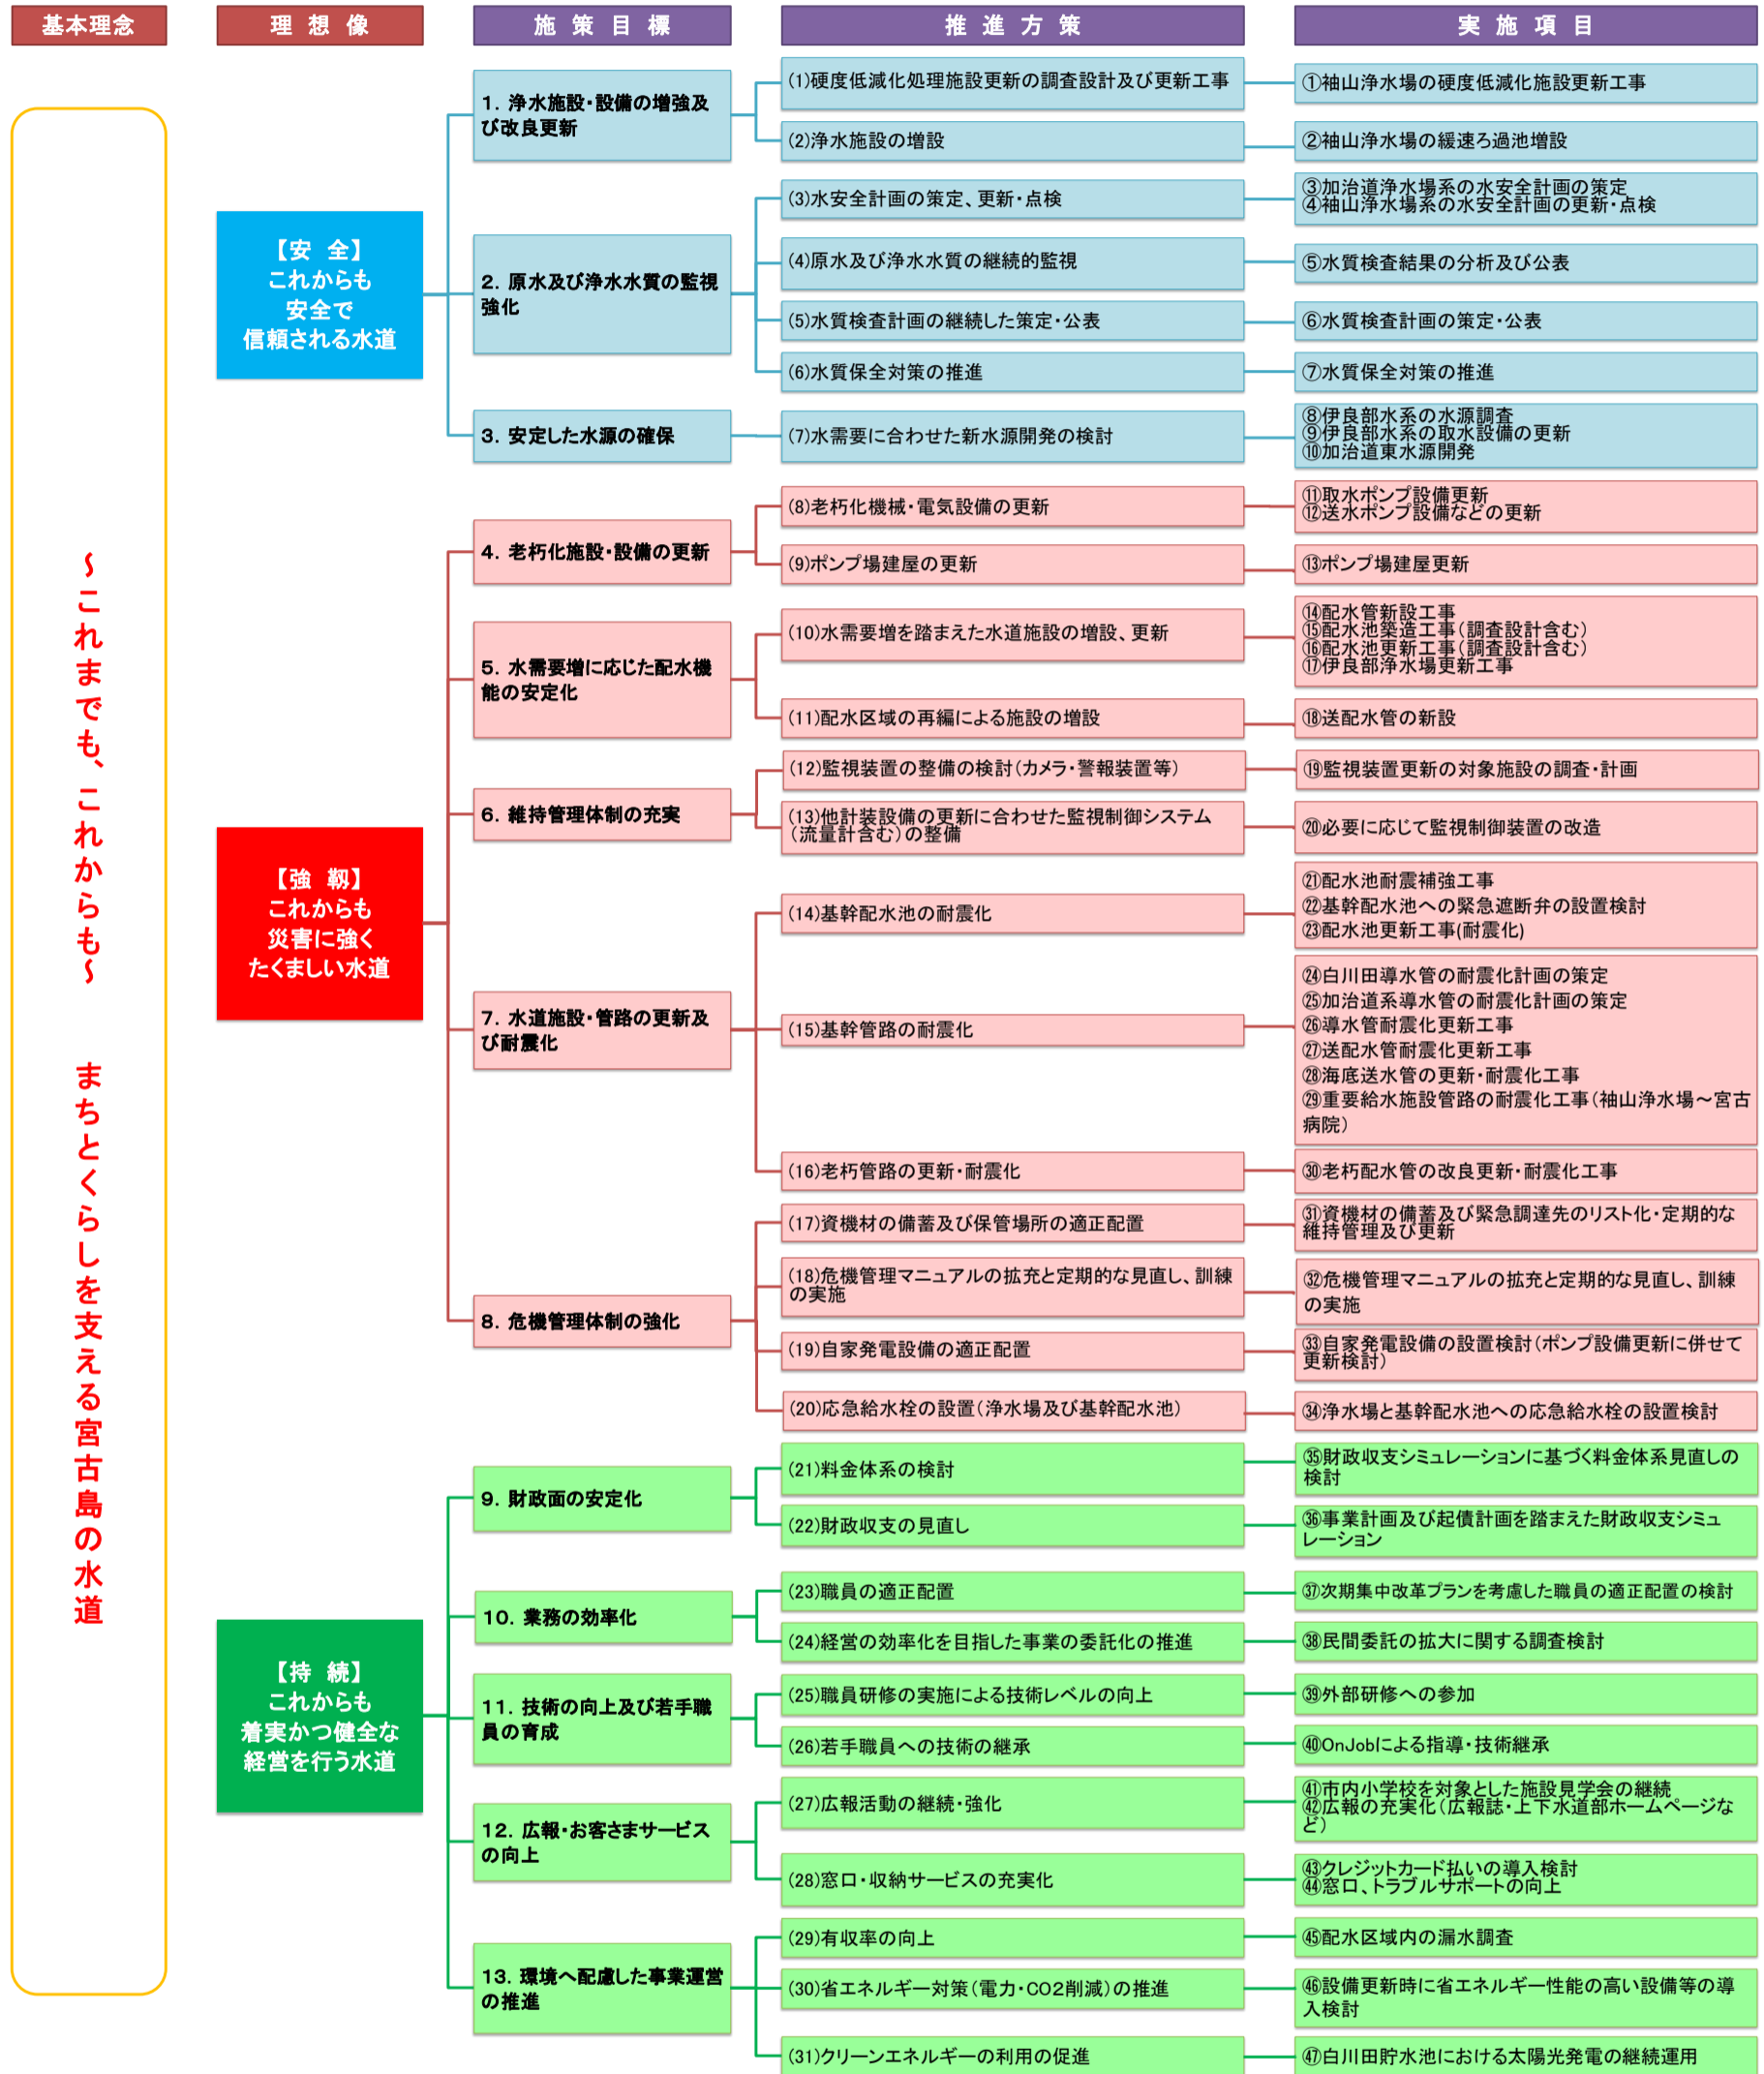 基本理念
理 想 像
施 策 目 標
推 進 方 策
実 施 項 目
～これまでも、これからも～ まちとくらしを支える宮古島の水道
【安 全】
これからも
安全で
信頼される水道
1. 浄水施設・設備の増強及
び改良更新
(1)硬度低減化処理施設更新の調査設計及び更新工事
①袖山浄水場の硬度低減化施設更新工事
(2)浄水施設の増設
②袖山浄水場の緩速ろ過池増設
2. 原水及び浄水水質の監視
強化
(3)水安全計画の策定、更新・点検
③加治道浄水場系の水安全計画の策定
④袖山浄水場系の水安全計画の更新・点検
(4)原水及び浄水水質の継続的監視
⑤水質検査結果の分析及び公表
(5)水質検査計画の継続した策定・公表
⑥水質検査計画の策定・公表
(6)水質保全対策の推進
⑦水質保全対策の推進
3. 安定した水源の確保
(7)水需要に合わせた新水源開発の検討
⑧伊良部水系の水源調査
⑨伊良部水系の取水設備の更新
⑩加治道東水源開発
【強 靱】
これからも
災害に強く
たくましい水道
4. 老朽化施設・設備の更新
(8)老朽化機械・電気設備の更新
⑪取水ポンプ設備更新
⑫送水ポンプ設備などの更新
(9)ポンプ場建屋の更新
⑬ポンプ場建屋更新
5. 水需要増に応じた配水機
能の安定化
(10)水需要増を踏まえた水道施設の増設、更新
⑭配水管新設工事
⑮配水池築造工事(調査設計含む)
⑯配水池更新工事(調査設計含む)
⑰伊良部浄水場更新工事
(11)配水区域の再編による施設の増設
⑱送配水管の新設
6. 維持管理体制の充実
(12)監視装置の整備の検討(カメラ・警報装置等)
⑲監視装置更新の対象施設の調査・計画
(13)他計装設備の更新に合わせた監視制御システム
(流量計含む)の整備
⑳必要に応じて監視制御装置の改造
7. 水道施設・管路の更新及
び耐震化
(14)基幹配水池の耐震化
㉑配水池耐震補強工事
㉒基幹配水池への緊急遮断弁の設置検討
㉓配水池更新工事(耐震化)
(15)基幹管路の耐震化
㉔白川田導水管の耐震化計画の策定
㉕加治道系導水管の耐震化計画の策定
㉖導水管耐震化更新工事
㉗送配水管耐震化更新工事
㉘海底送水管の更新・耐震化工事
㉙重要給水施設管路の耐震化工事(袖山浄水場～宮古
病院)
(16)老朽管路の更新・耐震化
㉚老朽配水管の改良更新・耐震化工事
8. 危機管理体制の強化
(17)資機材の備蓄及び保管場所の適正配置
㉛資機材の備蓄及び緊急調達先のリスト化・定期的な
維持管理及び更新
(18)危機管理マニュアルの拡充と定期的な見直し、訓練
の実施
㉜危機管理マニュアルの拡充と定期的な見直し、訓練
の実施
(19)自家発電設備の適正配置
㉝自家発電設備の設置検討(ポンプ設備更新に併せて
更新検討)
(20)応急給水栓の設置(浄水場及び基幹配水池)
㉞浄水場と基幹配水池への応急給水栓の設置検討
【持 続】
これからも
着実かつ健全な
経営を行う水道
9. 財政面の安定化
(21)料金体系の検討
㉟財政収支シミュレーションに基づく料金体系見直しの
検討
(22)財政収支の見直し
㊱事業計画及び起債計画を踏まえた財政収支シミュ
レーション
10. 業務の効率化
(23)職員の適正配置
㊲次期集中改革プランを考慮した職員の適正配置の検討
(24)経営の効率化を目指した事業の委託化の推進
㊳民間委託の拡大に関する調査検討
11. 技術の向上及び若手職
員の育成
(25)職員研修の実施による技術レベルの向上
㊴外部研修への参加
(26)若手職員への技術の継承
㊵OnJobによる指導・技術継承
12. 広報・お客さまサービス
の向上
(27)広報活動の継続・強化
㊶市内小学校を対象とした施設見学会の継続
㊷広報の充実化(広報誌・上下水道部ホームページな
ど)
(28)窓口・収納サービスの充実化
㊸クレジットカード払いの導入検討
㊹窓口、トラブルサポートの向上
13. 環境へ配慮した事業運営
の推進
(29)有収率の向上
㊺配水区域内の漏水調査
(30)省エネルギー対策(電力・CO2削減)の推進
㊻設備更新時に省エネルギー性能の高い設備等の導
入検討
(31)クリーンエネルギーの利用の促進
㊼白川田貯水池における太陽光発電の継続運用